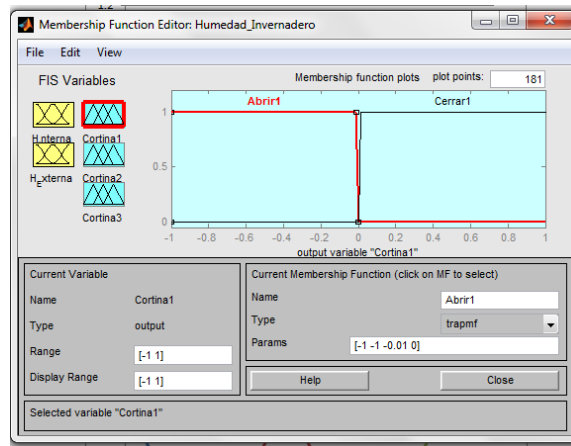 1.2
Membership Function Editor: Humedad_Invernadero
File Edit View
FIS Variables
Membership function plots plot points: 181
H.nterna Cortina1
H_Externa Cortina2
Cortina3
Abrir1 Cerrar1
1
0.5
0
-1 -0.8 -0.6 -0.4 -0.2 0 0.2 0.4 0.6 0.8 1
output variable "Cortina1"
Current Variable
Name Cortina1
Type output
Range [-1 1]
Display Range [-1 1]
Current Membership Function (click on MF to select)
Name Abrir1
Type trapmf
Params [-1 -1 -0.01 0]
Help Close
Selected variable "Cortina1"